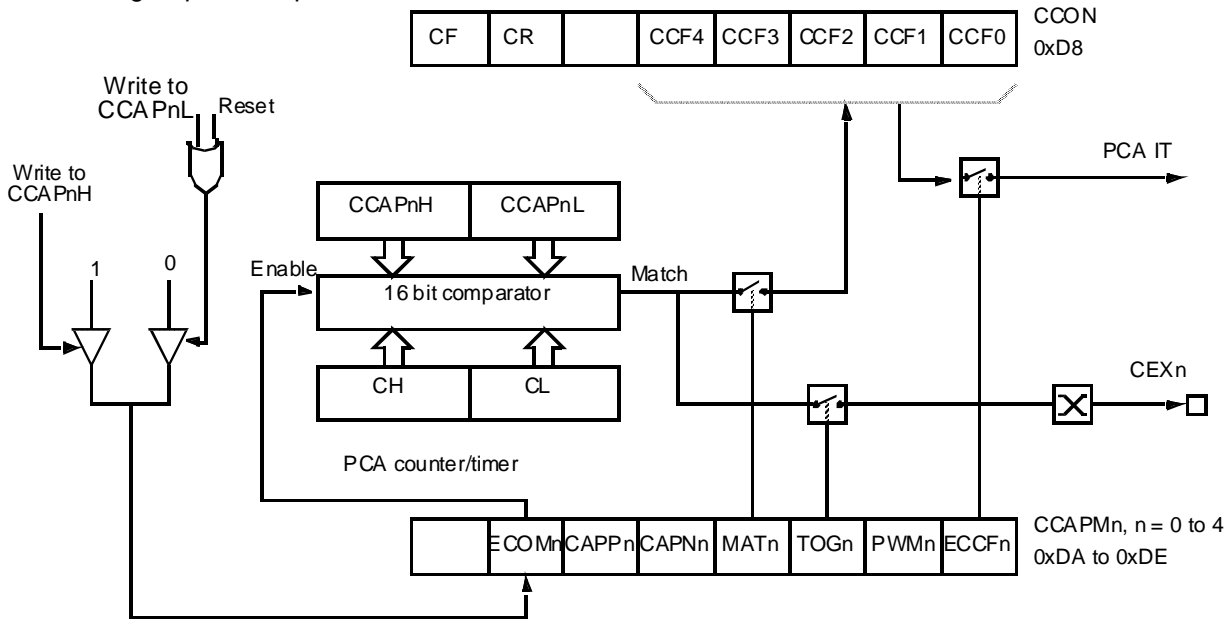 CF CR CCF4 CCF3 CCF2 CCF1 CCF0
CCON
0xD8
Write to
CCAPnL
Reset
Write to
CCAPnH
PCA IT
CCAPnH CCAPnL
1
0
Enable
16 bit comparator
Match
CH CL
CEXn
PCA counter/timer
ECOMn CAPPn CAPNn MATn TOGn PWMn ECCFn
CCAPMn, n = 0 to 4
0xDA to 0xDE